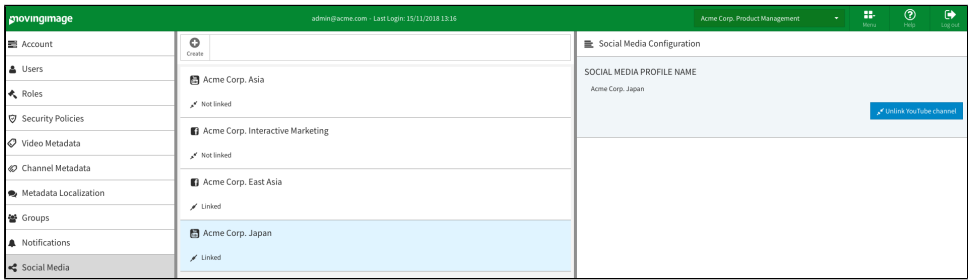 movingimage
admin@acme.com - Last Login: 15/11/2018 13:16
Acme Corp. Product Management
Menu
Help
Log out
Account
Users
Roles
Security Policies
Video Metadata
Channel Metadata
Metadata Localization
Groups
Notifications
Social Media
Create
Acme Corp. Asia
Not linked
Acme Corp. Interactive Marketing
Not linked
Acme Corp. East Asia
Linked
Acme Corp. Japan
Linked
Social Media Configuration
SOCIAL MEDIA PROFILE NAME
Acme Corp. Japan
Unlink YouTube channel